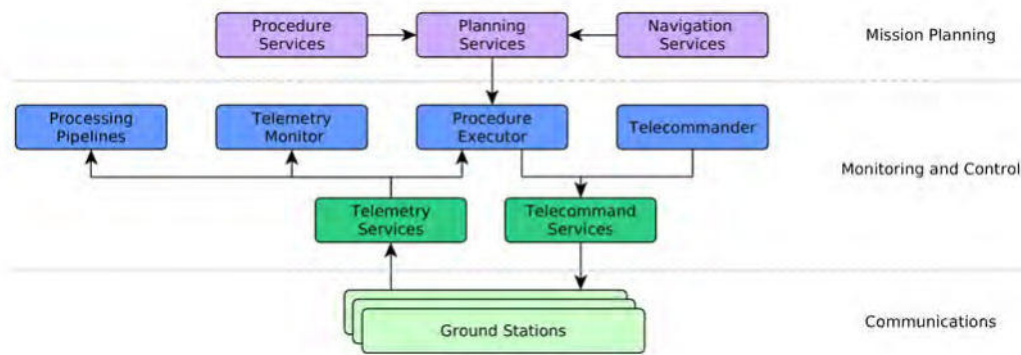 Procedure
Services
Planning
Services
Navigation
Services
Mission Planning
Processing
Pipelines
Telemetry
Monitor
Procedure
Executor
Telecommander
Monitoring and Control
Telemetry
Services
Telecommand
Services
Ground Stations
Communications